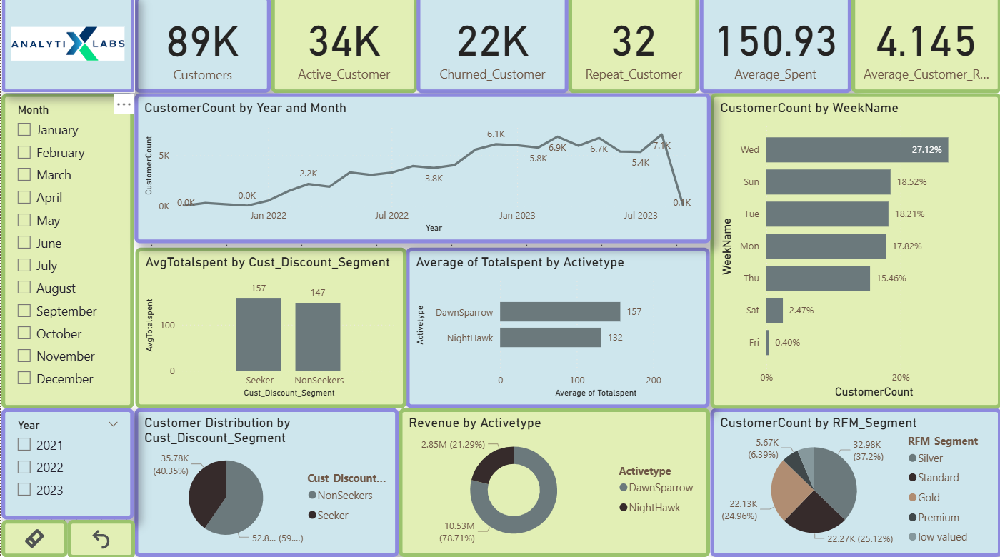 ANALYTI X LABS
89K
Customers
34K
Active_Customer
22K
Churned_Customer
32
Repeat_Customer
150.93
Average_Spent
4.145
Average_Customer_R...
Month
January
February
March
April
May
June
July
August
September
October
November
December
CustomerCount by Year and Month
CustomerCount
5K
0K
0.0K
0.0K
2.2K
3.8K
6.1K
5.8K
6.9K
6.7K
5.4K
7.1K
0.1K
Jan 2022
Jul 2022
Jan 2023
Jul 2023
Year
CustomerCount by WeekName
WeekName
Wed
27.12%
Sun
18.52%
Tue
18.21%
Mon
17.82%
Thu
15.46%
Sat
2.47%
Fri
0.40%
0%
20%
CustomerCount
AvgTotalspent by Cust_Discount_Segment
AvgTotalspent
100
0
157
147
Seeker
NonSeekers
Cust_Discount_Segment
Average of Totalspent by Activetype
Activetype
DawnSparrow
157
NightHawk
132
0
100
200
Average of Totalspent
Year
2021
2022
2023
Customer Distribution by
Cust_Discount_Segment
35.78K
(40.35%)
52.8... (59....)
Cust_Discount...
NonSeekers
Seeker
Revenue by Activetype
2.85M (21.29%)
10.53M
(78.71%)
Activetype
DawnSparrow
NightHawk
CustomerCount by RFM_Segment
5.67K
(6.39%)
32.98K
(37.2%)
22.13K
(24.96%)
22.27K (25.12%)
RFM_Segment
Silver
Standard
Gold
Premium
low valued